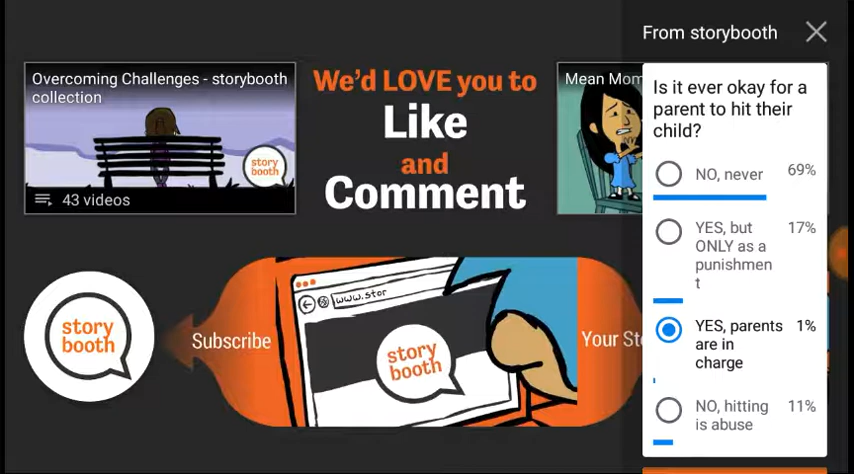 From storybooth
Overcoming Challenges - storybooth
collection
43 videos
We'd LOVE you to
Like
and
Comment
Mean Mom
Is it ever okay for a
parent to hit their
child?
NO, never 69%
YES, but 17%
ONLY as a
punishmen
t
YES, parents 1%
are in
charge
NO, hitting 11%
is abuse
story
booth
story
booth
Subscribe
www.stor
story
booth
Your Sto